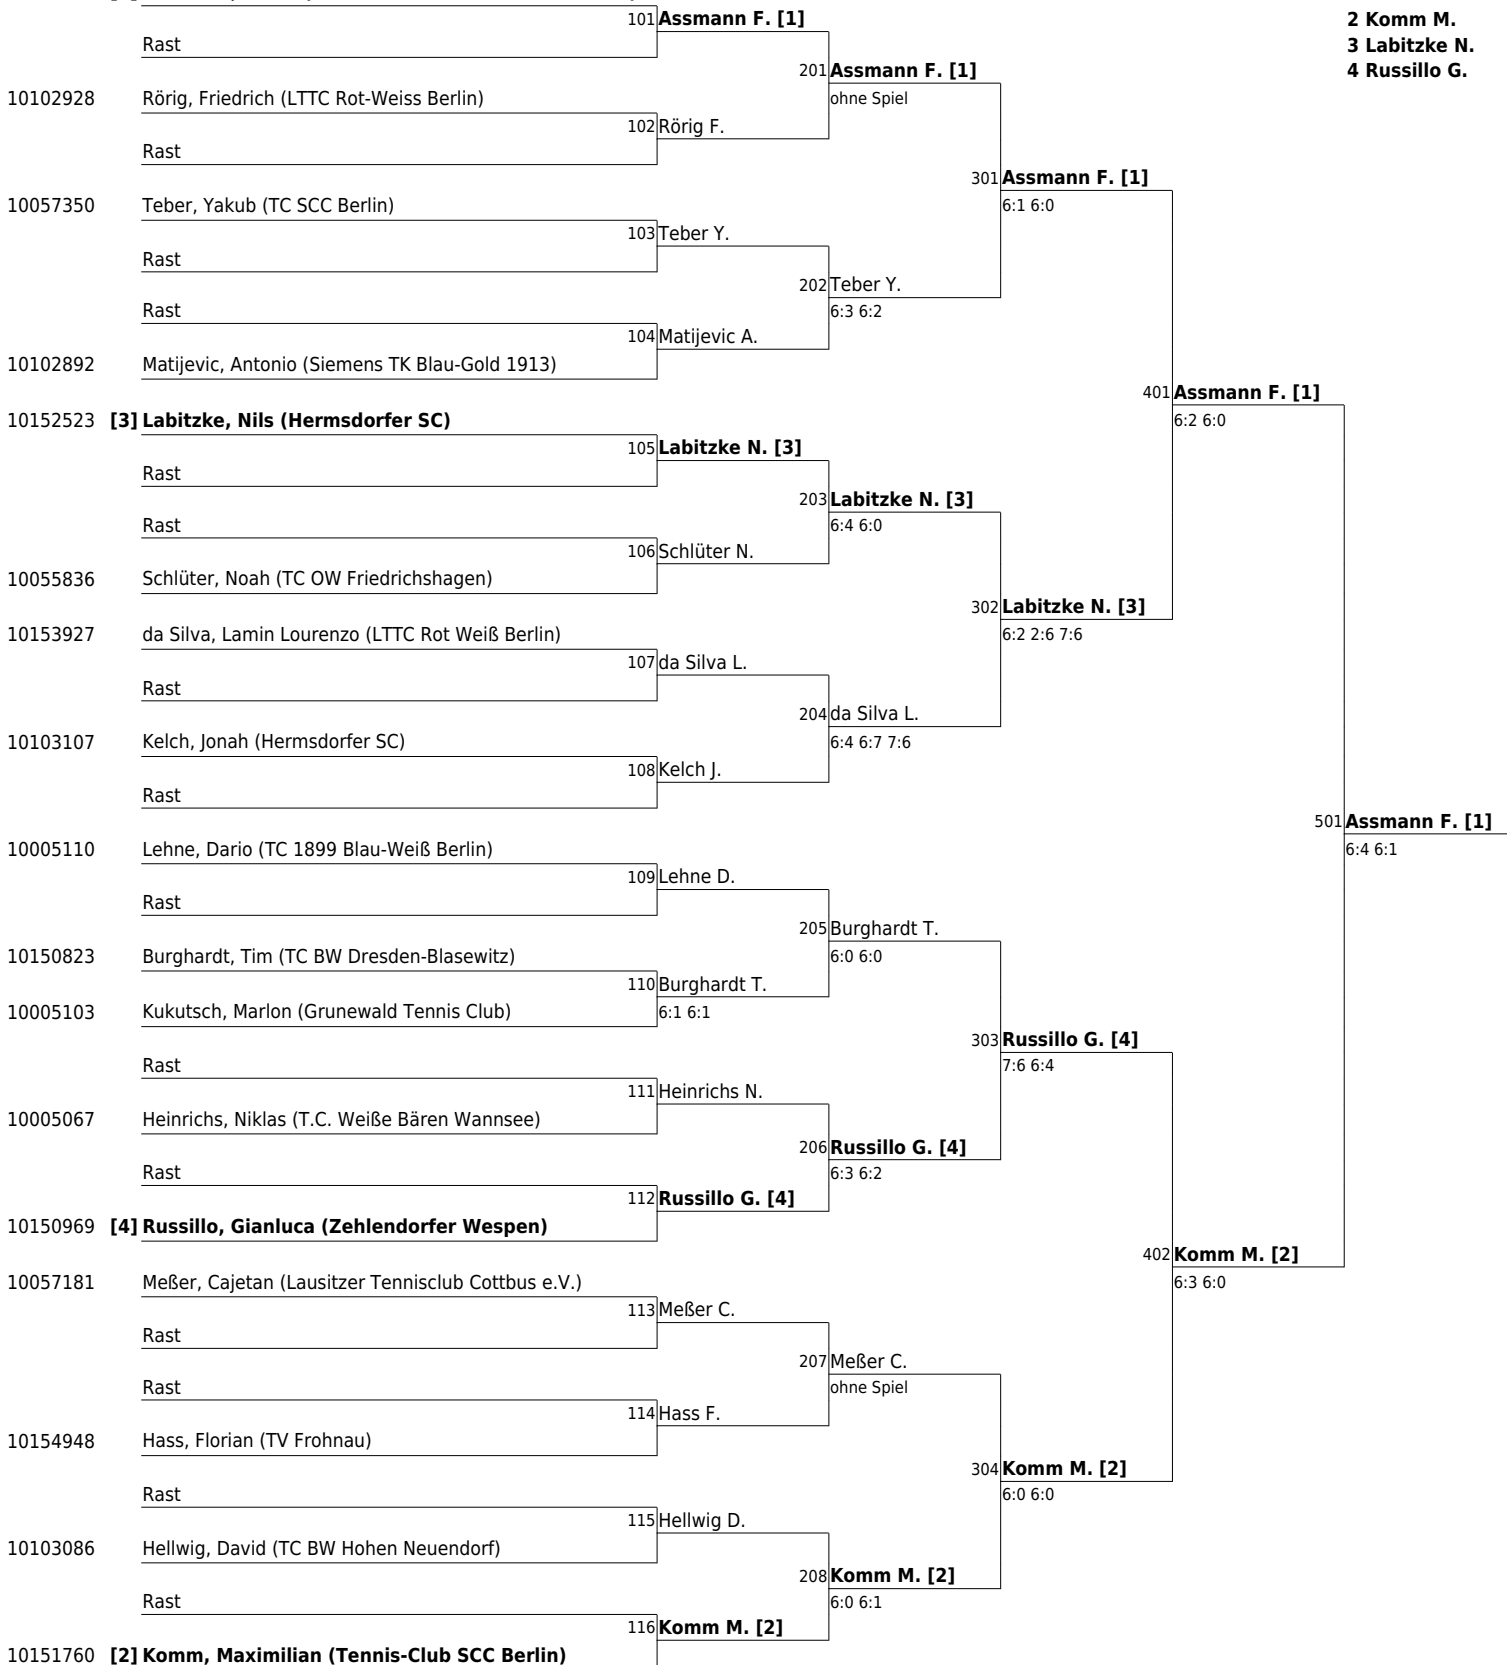 101 Assmann F. [1]
2 Komm M.
Rast
3 Labitzke N.
201 Assmann F. [1]
4 Russillo G.
10102928 Rörig, Friedrich (LTTC Rot-Weiss Berlin)
ohne Spiel
102 Rörig F.
Rast
301 Assmann F. [1]
10057350 Teber, Yakub (TC SCC Berlin)
6:1 6:0
103 Teber Y.
Rast
202 Teber Y.
Rast
6:3 6:2
104 Matijevic A.
10102892 Matijevic, Antonio (Siemens TK Blau-Gold 1913)
401 Assmann F. [1]
10152523 [3] Labitzke, Nils (Hermsdorfer SC)
6:2 6:0
105 Labitzke N. [3]
Rast
203 Labitzke N. [3]
Rast
6:4 6:0
106 Schlüter N.
10055836 Schlüter, Noah (TC OW Friedrichshagen)
302 Labitzke N. [3]
10153927 da Silva, Lamin Lourenzo (LTTC Rot Weiß Berlin)
6:2 2:6 7:6
107 da Silva L.
Rast
204 da Silva L.
10103107 Kelch, Jonah (Hermsdorfer SC)
6:4 6:7 7:6
108 Kelch J.
Rast
501 Assmann F. [1]
10005110 Lehne, Dario (TC 1899 Blau-Weiß Berlin)
6:4 6:1
109 Lehne D.
Rast
205 Burghardt T.
10150823 Burghardt, Tim (TC BW Dresden-Blasewitz)
6:0 6:0
110 Burghardt T.
10005103 Kukutsch, Marlon (Grunewald Tennis Club)
6:1 6:1
303 Russillo G. [4]
Rast
7:6 6:4
111 Heinrichs N.
10005067 Heinrichs, Niklas (T.C. Weiße Bären Wannsee)
206 Russillo G. [4]
Rast
6:3 6:2
112 Russillo G. [4]
10150969 [4] Russillo, Gianluca (Zehlendorfer Wespen)
402 Komm M. [2]
10057181 Meßer, Cajetan (Lausitzer Tennisclub Cottbus e.V.)
6:3 6:0
113 Meßer C.
Rast
207 Meßer C.
Rast
ohne Spiel
114 Hass F.
10154948 Hass, Florian (TV Frohnau)
304 Komm M. [2]
Rast
6:0 6:0
115 Hellwig D.
10103086 Hellwig, David (TC BW Hohen Neuendorf)
208 Komm M. [2]
Rast
6:0 6:1
116 Komm M. [2]
10151760 [2] Komm, Maximilian (Tennis-Club SCC Berlin)